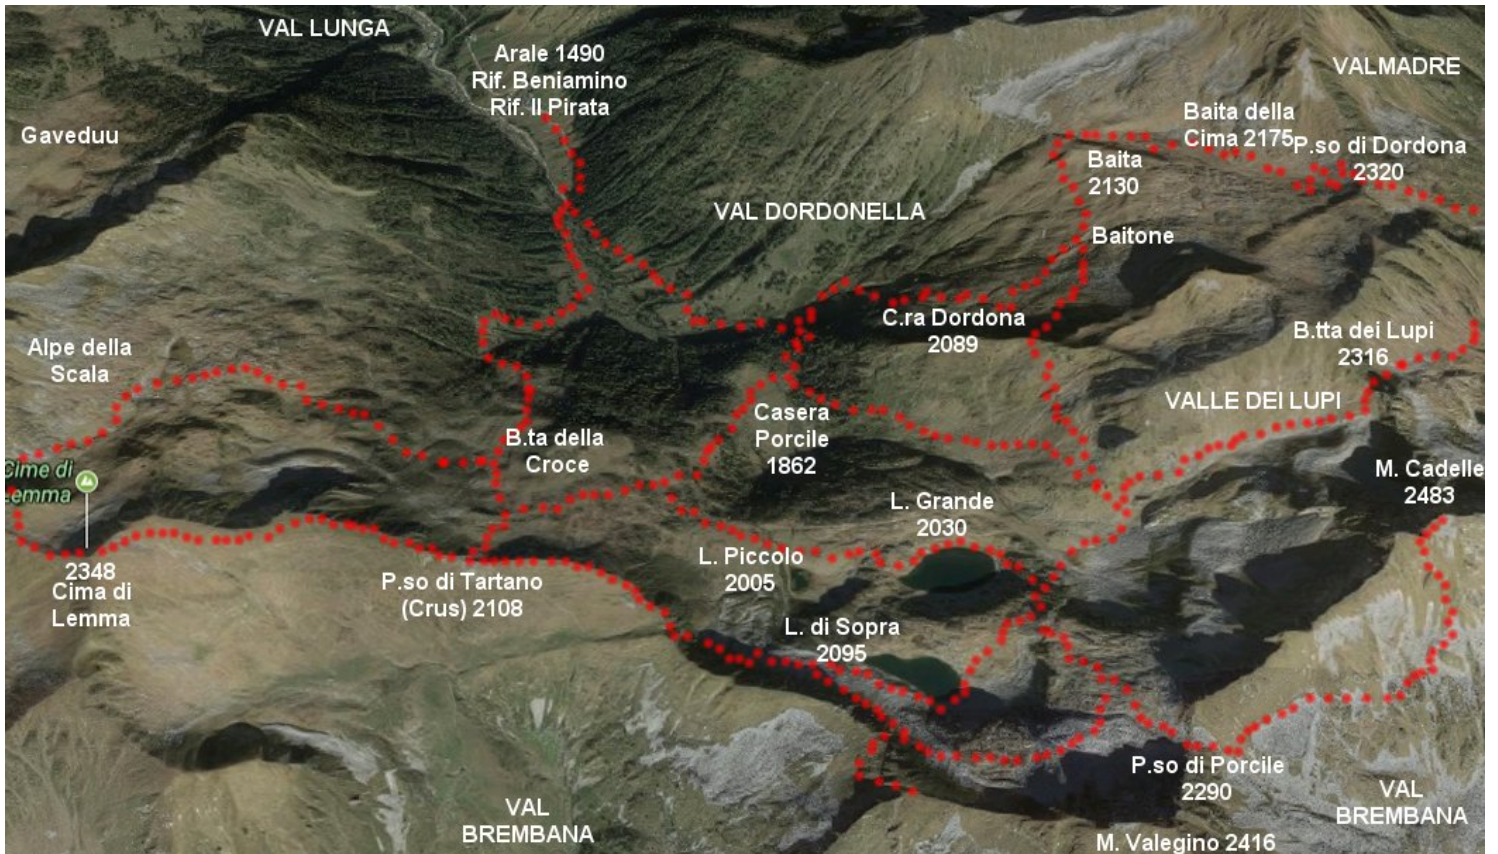 VAL LUNGA
Arale 1490
Rif. Beniamino
Rif. Il Pirata
VALMADRE
Gaveduu
Baita della
Cima 2175
P.so di Dordona
2320
Baita
2130
VAL DORDONELLA
Baitone
C.ra Dordona
2089
B.tta dei Lupi
2316
Alpe della
Scala
VALLE DEI LUPI
Casera
Porcile
1862
B.ta della
Croce
Cime di
Lemma
M. Cadelle
2483
L. Grande
2030
L. Piccolo
2005
2348
Cima di
Lemma
P.so di Tartano
(Crus) 2108
L. di Sopra
2095
P.so di Porcile
2290
VAL
BREMBANA
VAL
BREMBANA
M. Valegino 2416